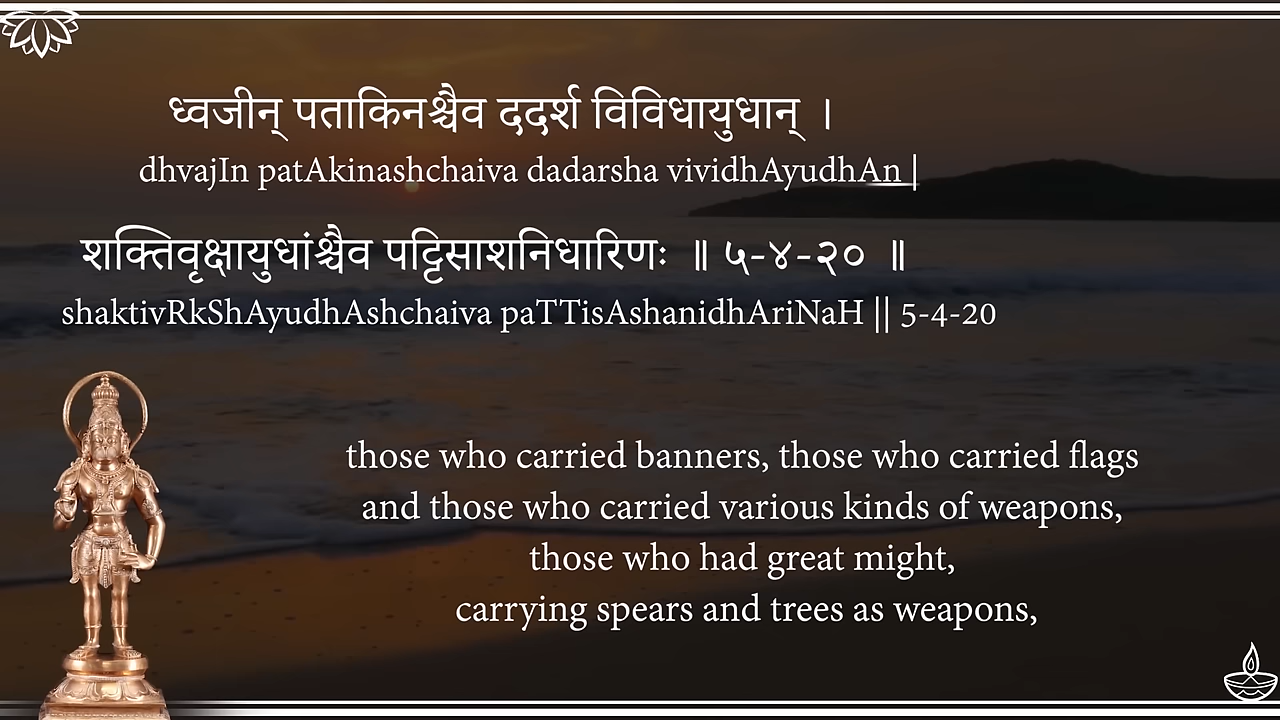 ध्वजीन् पताकिनश्चैव ददर्श विविधायुधान् ।
dhvajIn patAkinashchaiva dadarsha vividhAyudhAn |
शक्तिवृक्षायुधांश्चैव पट्टिसाशनिधारिणः ॥ ५-४-२० ॥
shaktivRkShAyudhAshchaiva paTTisAshanidhAriNaH || 5-4-20
those who carried banners, those who carried flags
and those who carried various kinds of weapons,
those who had great might,
carrying spears and trees as weapons,